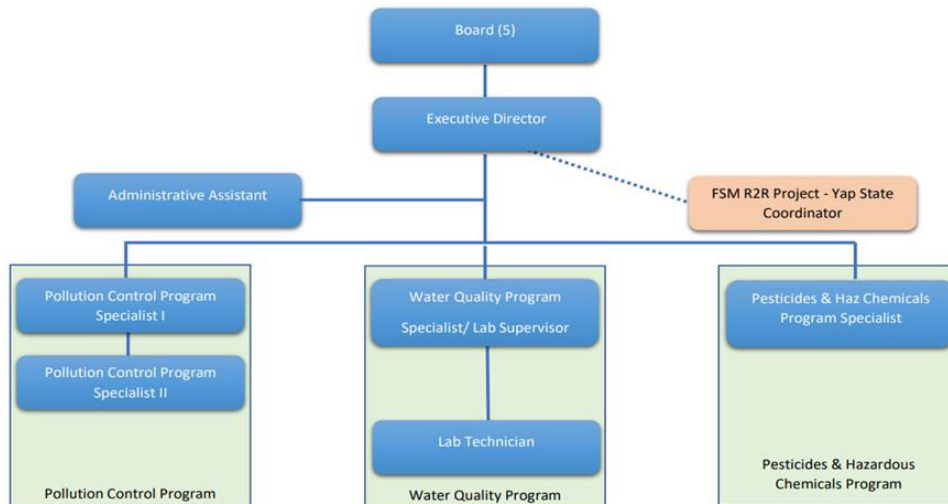 Board (5)
Executive Director
Administrative Assistant
FSM R2R Project - Yap State
Coordinator
Pollution Control Program
Specialist I
Pollution Control Program
Specialist II
Pollution Control Program
Water Quality Program
Specialist/ Lab Supervisor
Lab Technician
Water Quality Program
Pesticides & Haz Chemicals
Program Specialist
Pesticides & Hazardous
Chemicals Program